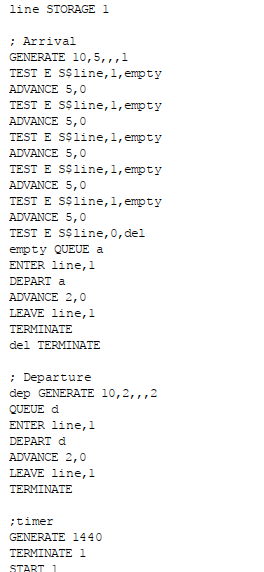 line STORAGE 1
; Arrival
GENERATE 10,5,,,1
TEST E S$line,1,empty
ADVANCE 5,0
TEST E S$line,1,empty
ADVANCE 5,0
TEST E S$line,1,empty
ADVANCE 5,0
TEST E S$line,1,empty
ADVANCE 5,0
TEST E S$line,1,empty
ADVANCE 5,0
TEST E S$line,0,del
empty QUEUE a
ENTER line,1
DEPART a
ADVANCE 2,0
LEAVE line,1
TERMINATE
del TERMINATE
; Departure
dep GENERATE 10,2,,,2
QUEUE d
ENTER line,1
DEPART d
ADVANCE 2,0
LEAVE line,1
TERMINATE
;timer
GENERATE 1440
TERMINATE 1
START 1